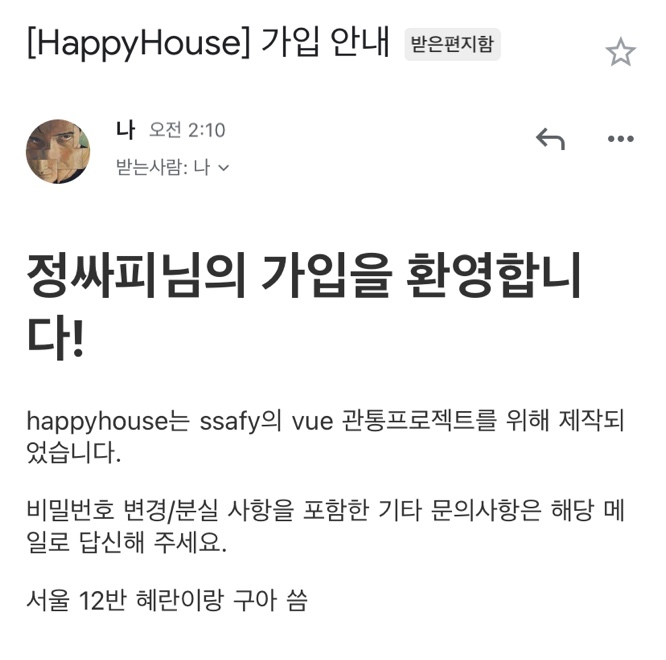 [HappyHouse] 가입 안내 받은편지함
나 오전 2:10
받는사람: 나
정싸피님의 가입을 환영합니
다!
happyhouse는 ssafy의 vue 관통프로젝트를 위해 제작되
었습니다.
비밀번호 변경/분실 사항을 포함한 기타 문의사항은 해당 메
일로 답신해 주세요.
서울 12반 혜란이랑 구아 씀